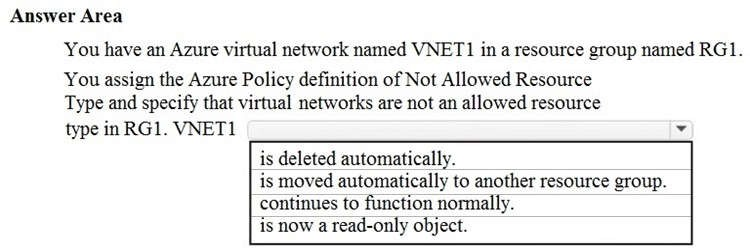 Answer Area
You have an Azure virtual network named VNET1 in a resource group named RG1.
You assign the Azure Policy definition of Not Allowed Resource
Type and specify that virtual networks are not an allowed resource
type in RG1. VNET1
is deleted automatically.
is moved automatically to another resource group.
continues to function normally.
is now a read-only object.